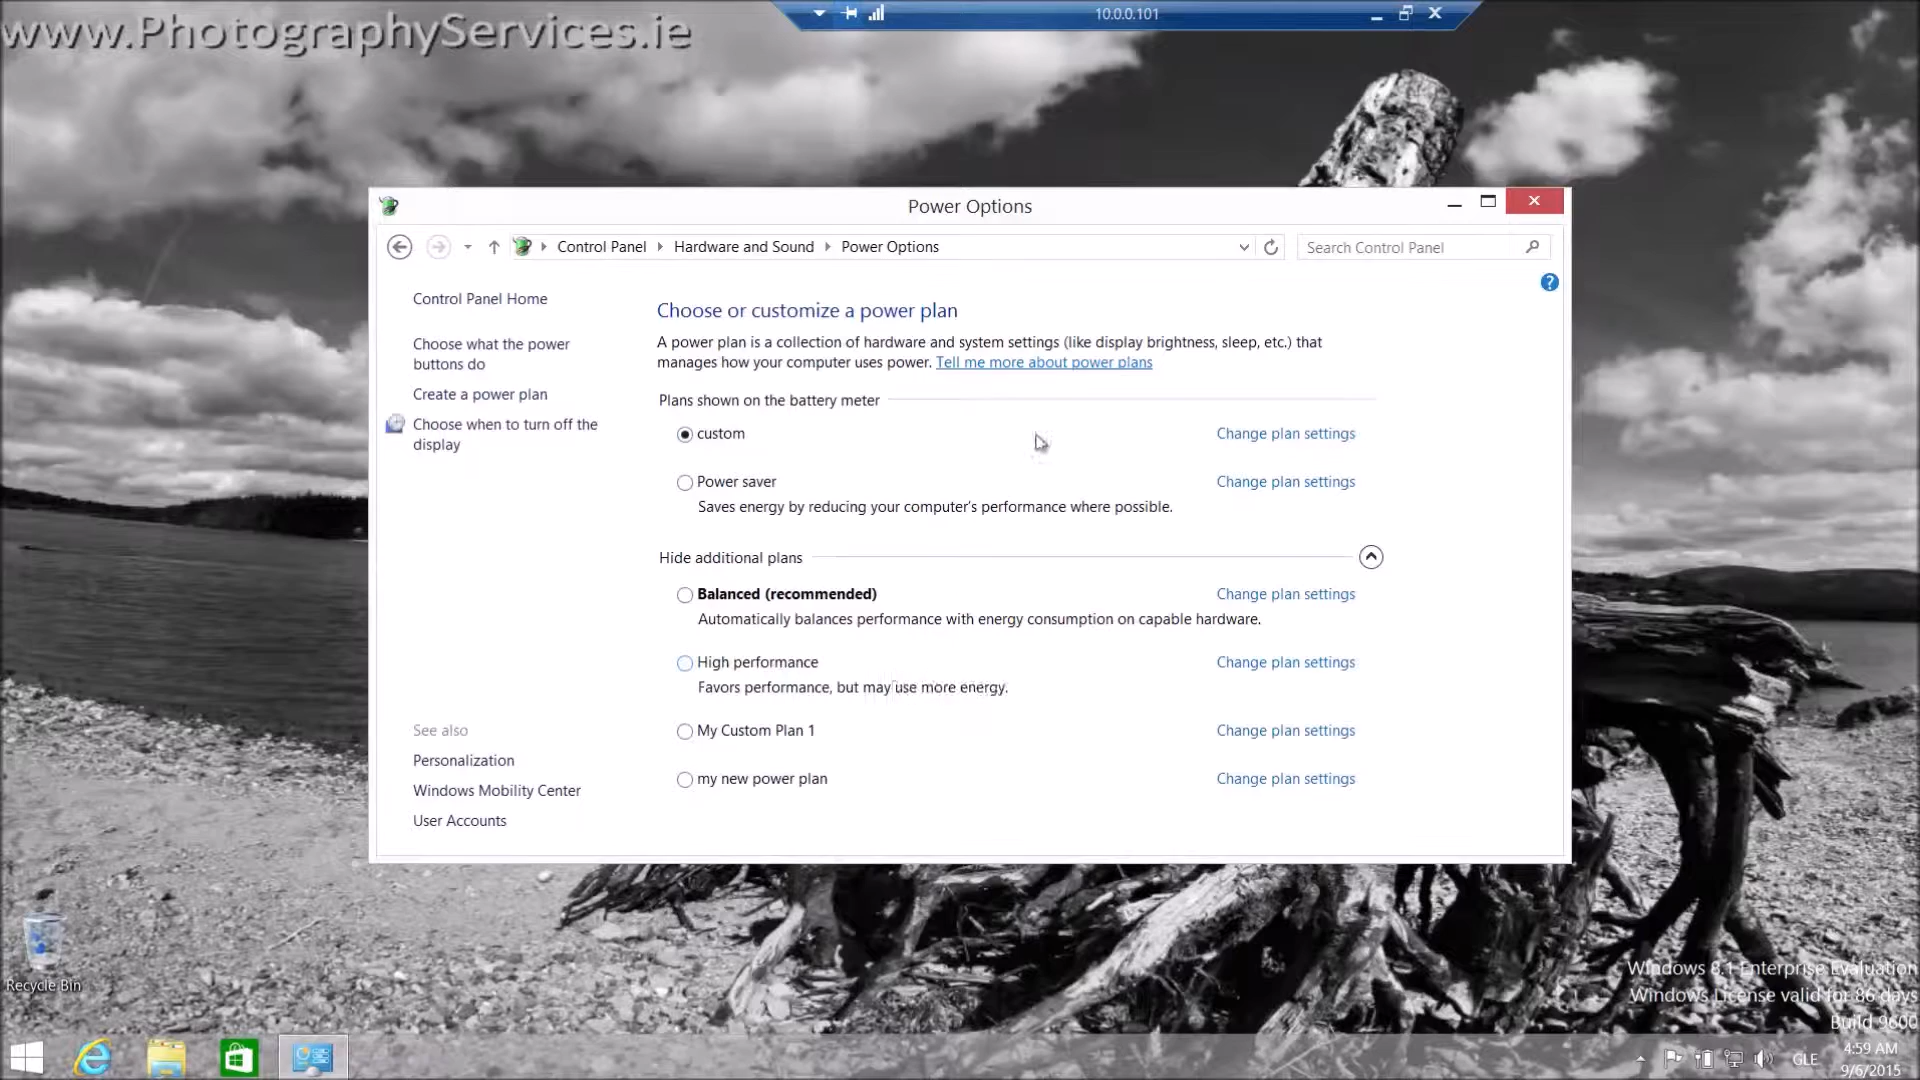 www.PhotographyServices.ie
10.0.0.101
Power Options
Control Panel Hardware and Sound Power Options
Search Control Panel
Control Panel Home
Choose what the power
buttons do
Create a power plan
Choose when to turn off the
display
Choose or customize a power plan
A power plan is a collection of hardware and system settings (like display brightness, sleep, etc.) that
manages how your computer uses power. Tell me more about power plans
Plans shown on the battery meter
custom Change plan settings
Power saver Change plan settings
Saves energy by reducing your computer's performance where possible.
Hide additional plans
Balanced (recommended) Change plan settings
Automatically balances performance with energy consumption on capable hardware.
High performance Change plan settings
Favors performance, but may use more energy.
My Custom Plan 1 Change plan settings
my new power plan Change plan settings
See also
Personalization
Windows Mobility Center
User Accounts
Recycle Bin
Windows 8.1 Enterprise Evaluation
Windows License valid for 86 days
Build 9600
GLE
4:59 AM
9/6/2015